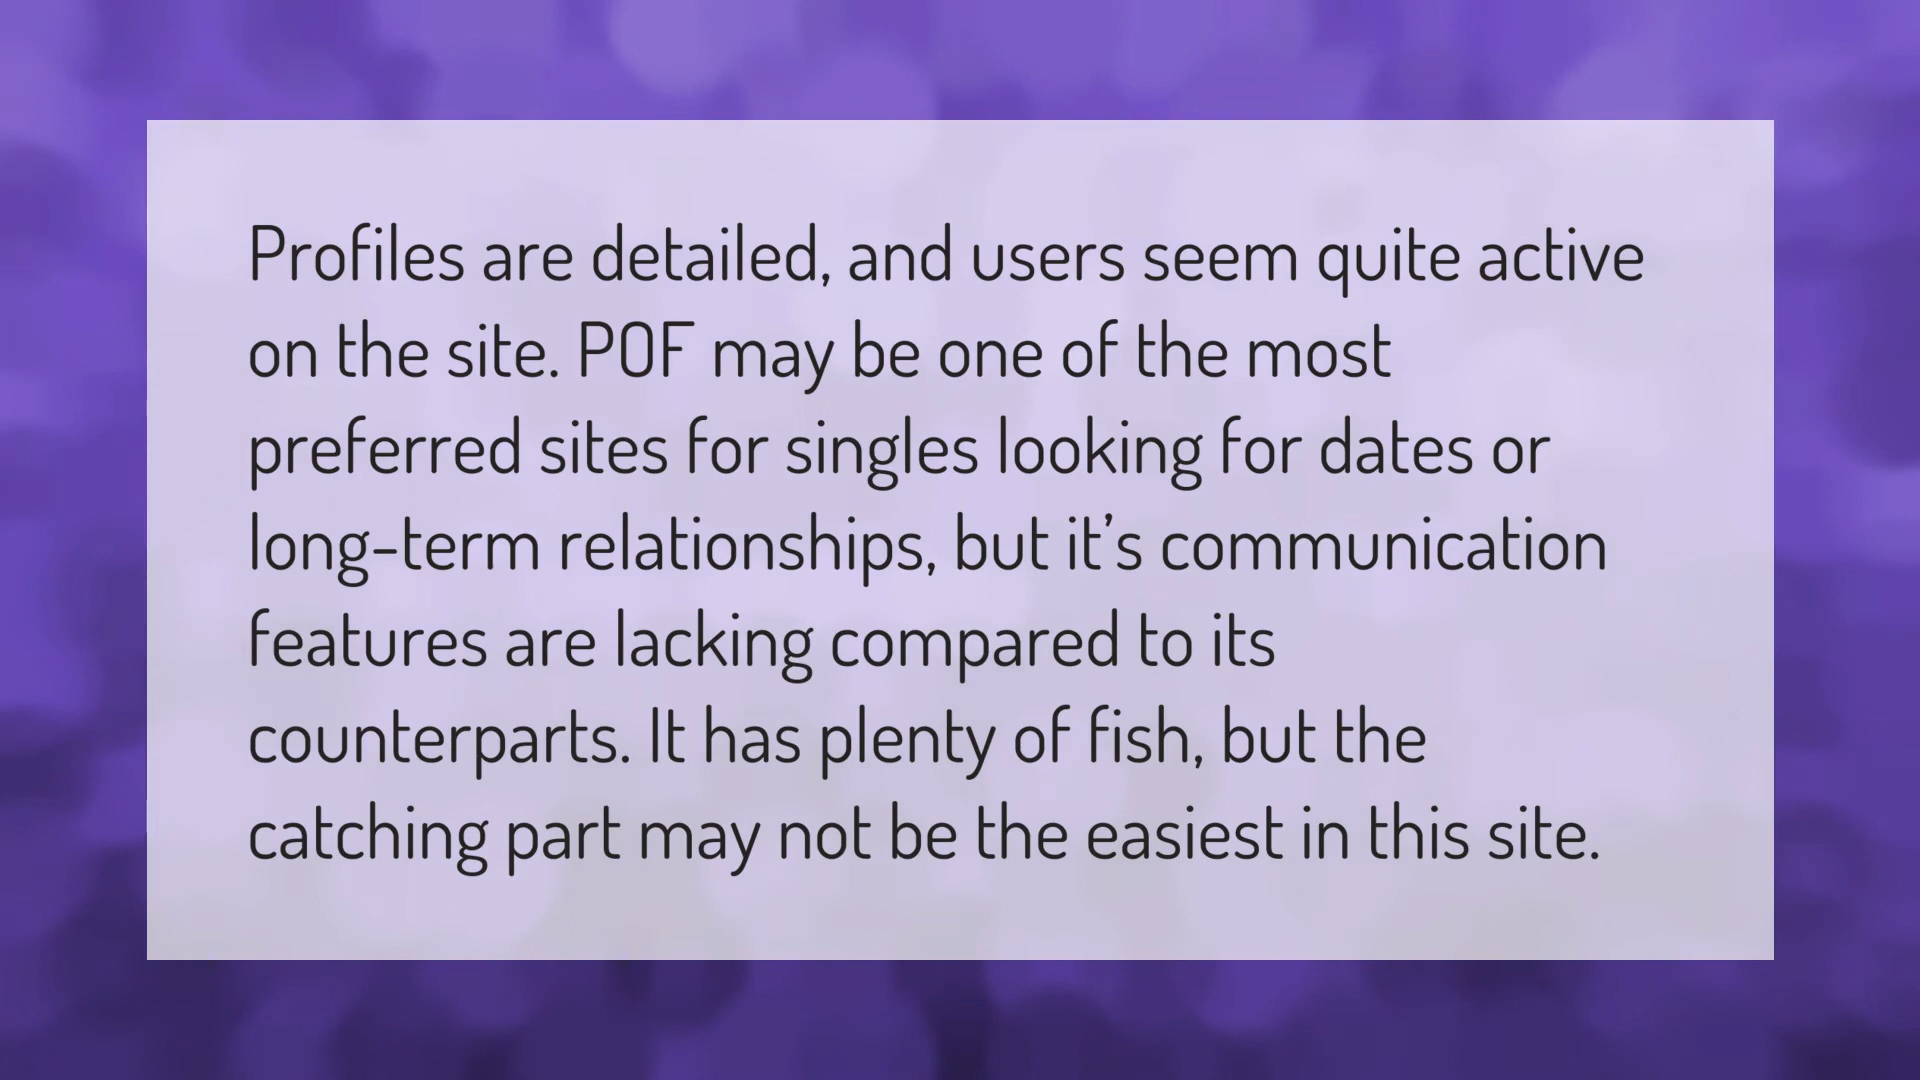 Profiles are detailed, and users seem quite active
on the site. POF may be one of the most
preferred sites for singles looking for dates or
long-term relationships, but it’s communication
features are lacking compared to its
counterparts. It has plenty of fish, but the
catching part may not be the easiest in this site.